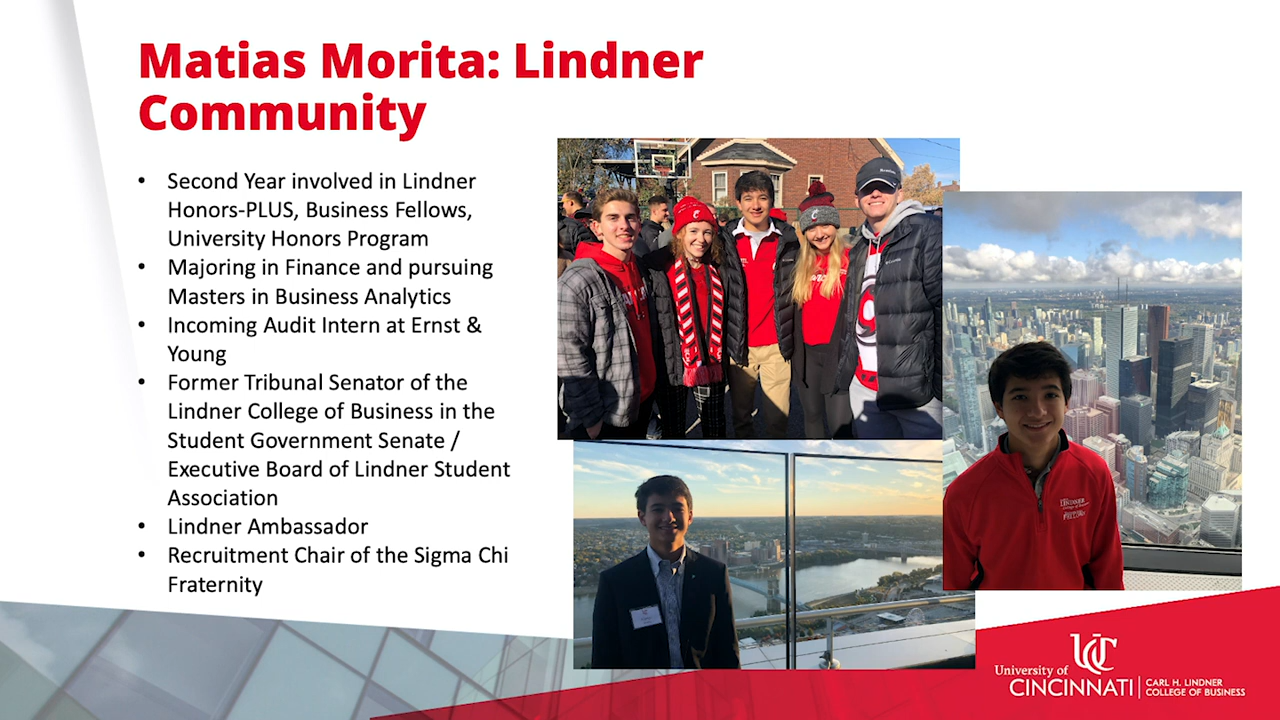 Matias Morita: Lindner
Community
• Second Year involved in Lindner
Honors-PLUS, Business Fellows,
University Honors Program
• Majoring in Finance and pursuing
Masters in Business Analytics
• Incoming Audit Intern at Ernst &
Young
• Former Tribunal Senator of the
Lindner College of Business in the
Student Government Senate /
Executive Board of Lindner Student
Association
• Lindner Ambassador
• Recruitment Chair of the Sigma Chi
Fraternity
LINDNER
UC
University of
CINCINNATI
CARL H. LINDNER
COLLEGE OF BUSINESS